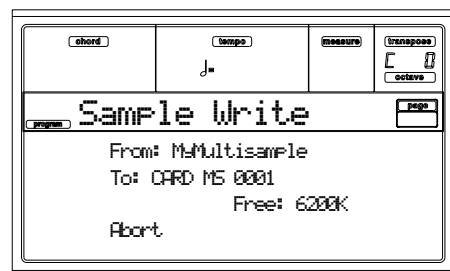 chord tempo measure transpose
♩=
C 0
octave
program Sample Write page
From: MyMultisample
To: CARD MS 0001
Free: 6200K
Abort